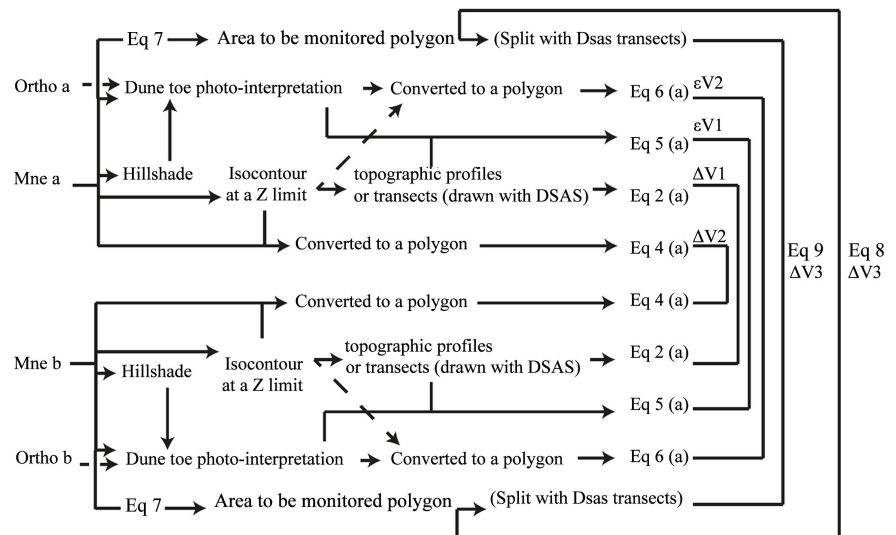 Eq 7 Area to be monitored polygon (Split with Dsas transects)
Ortho a Dune toe photo-interpretation Converted to a polygon Eq 6 (a) εV2
Eq 5 (a) εV1
Mne a Hillshade Isocontour at a Z limit topographic profiles or transects (drawn with DSAS) Eq 2 (a) ΔV1
Converted to a polygon Eq 4 (a) ΔV2
Eq 9 ΔV3
Eq 8 ΔV3
Converted to a polygon Eq 4 (a)
Mne b Hillshade Isocontour at a Z limit topographic profiles or transects (drawn with DSAS) Eq 2 (a)
Eq 5 (a)
Ortho b Dune toe photo-interpretation Converted to a polygon Eq 6 (a)
Eq 7 Area to be monitored polygon (Split with Dsas transects)